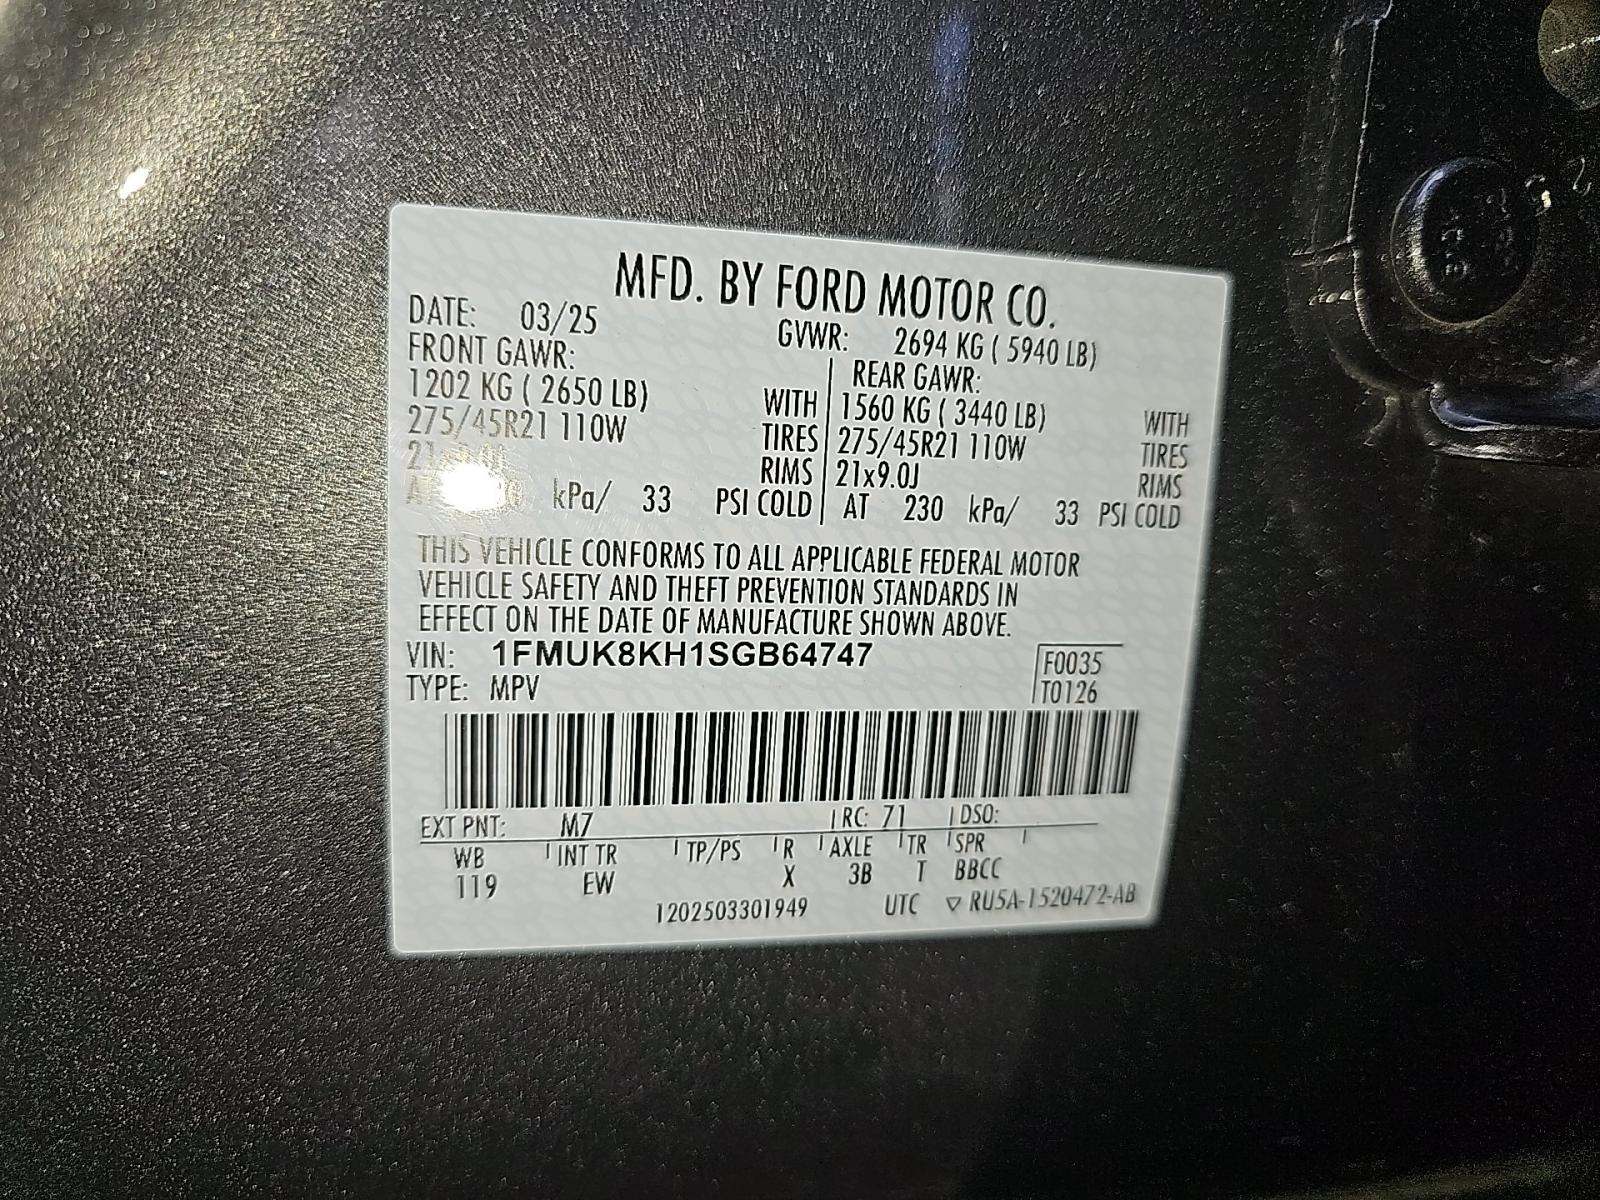 MFD. BY FORD MOTOR CO.
DATE: 03/25 GVWR: 2694 KG ( 5940 LB)
FRONT GAWR: REAR GAWR:
1202 KG ( 2650 LB) WITH 1560 KG ( 3440 LB) WITH
275/45R21 110W TIRES 275/45R21 110W TIRES
RIMS 21x9.0J RIMS
kPa/ 33 PSI COLD AT 230 kPa/ 33 PSI COLD
THIS VEHICLE CONFORMS TO ALL APPLICABLE FEDERAL MOTOR
VEHICLE SAFETY AND THEFT PREVENTION STANDARDS IN
EFFECT ON THE DATE OF MANUFACTURE SHOWN ABOVE.
VIN: 1FMUK8KH1SGB64747 F0035
TYPE: MPV T0126
EXT PNT: M7 RC: 71 DSO:
WB INT TR TP/PS R AXLE TR SPR
119 EW X 3B T BBCC
1202503301949 UTC ▽ RU5A-1520472-AB